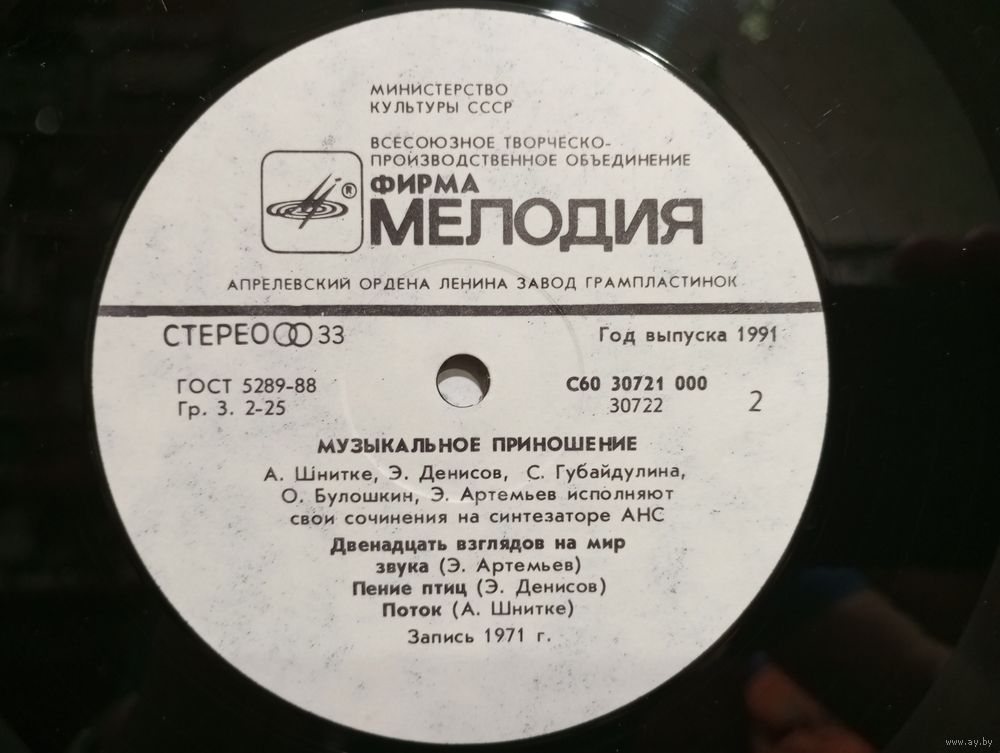 МИНИСТЕРСТВО
КУЛЬТУРЫ СССР
ВСЕСОЮЗНОЕ ТВОРЧЕСКО-
ПРОИЗВОДСТВЕННОЕ ОБЪЕДИНЕНИЕ
ФИРМА
МЕЛОДИЯ
®
АПРЕЛЕВСКИЙ ОРДЕНА ЛЕНИНА ЗАВОД ГРАМПЛАСТИНОК
СТЕРЕО 33
Год выпуска 1991
ГОСТ 5289-88
Гр. 3. 2-25
С60 30721 000
30722
2
МУЗЫКАЛЬНОЕ ПРИНОШЕНИЕ
А. Шнитке, Э. Денисов, С. Губайдулина,
О. Булошкин, Э. Артемьев исполняют
свои сочинения на синтезаторе АНС
Двенадцать взглядов на мир
звука (Э. Артемьев)
Пение птиц (Э. Денисов)
Поток (А. Шнитке)
Запись 1971 г.
www.ay.by